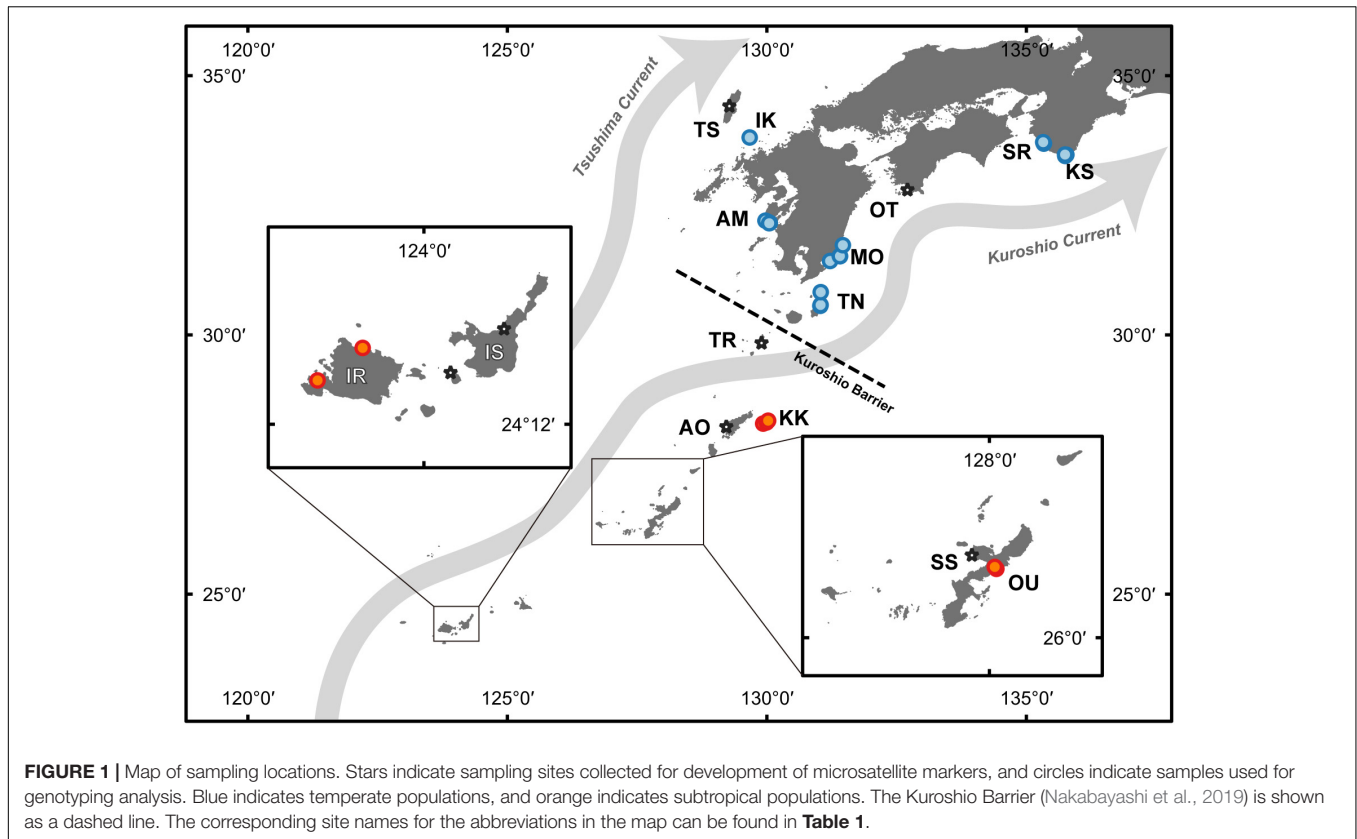 120°0′ 125°0′ 130°0′ 135°0′
35°0′ 35°0′
Tsushima Current
TS IK
SR
KS
OT
AM
MO
Kuroshio Current
TN
124°0′
30°0′ TR 30°0′
IS
IR
Kuroshio Barrier
24°12′
AO KK
128°0′
SS
OU
25°0′ 25°0′
26°0′
120°0′ 125°0′ 130°0′ 135°0′
FIGURE 1 | Map of sampling locations. Stars indicate sampling sites collected for development of microsatellite markers, and circles indicate samples used for
genotyping analysis. Blue indicates temperate populations, and orange indicates subtropical populations. The Kuroshio Barrier (Nakabayashi et al., 2019) is shown
as a dashed line. The corresponding site names for the abbreviations in the map can be found in Table 1.